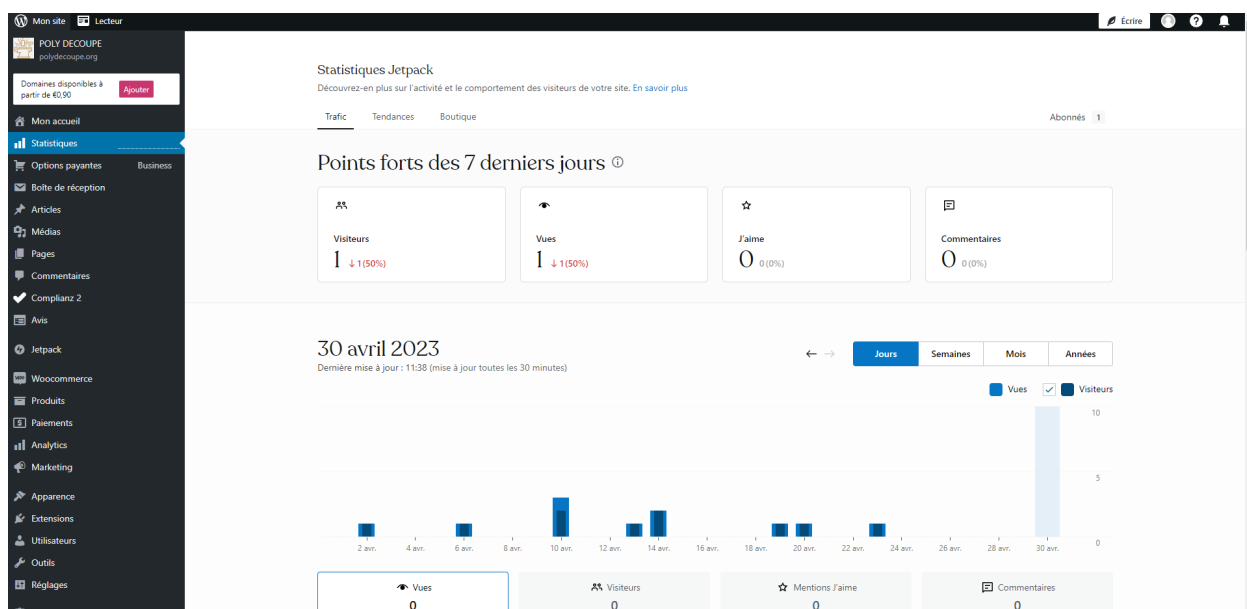 Mon site Lecteur Écrire
POLY DECOUPE
polydecoupe.org
Domaines disponibles à
partir de €0,90
Ajouter
Mon accueil
Statistiques
Options payantes Business
Boîte de réception
Articles
Médias
Pages
Commentaires
Complianz 2
Avis
Jetpack
Woocommerce
Produits
Paiements
Analytics
Marketing
Apparence
Extensions
Utilisateurs
Outils
Réglages
Statistiques Jetpack
Découvrez-en plus sur l'activité et le comportement des visiteurs de votre site. En savoir plus
Trafic Tendances Boutique Abonnés 1
Points forts des 7 derniers jours
Visiteurs
1 ↓ 1 (50%)
Vues
1 ↓ 1 (50%)
J'aime
0 0 (0%)
Commentaires
0 0 (0%)
30 avril 2023
Dernière mise à jour : 11:38 (mise à jour toutes les 30 minutes)
← → Jours Semaines Mois Années
Vues Visiteurs
10
5
0
2 avr. 4 avr. 6 avr. 8 avr. 10 avr. 12 avr. 14 avr. 16 avr. 18 avr. 20 avr. 22 avr. 24 avr. 26 avr. 28 avr. 30 avr.
Vues
0
Visiteurs
0
Mentions J'aime
0
Commentaires
0